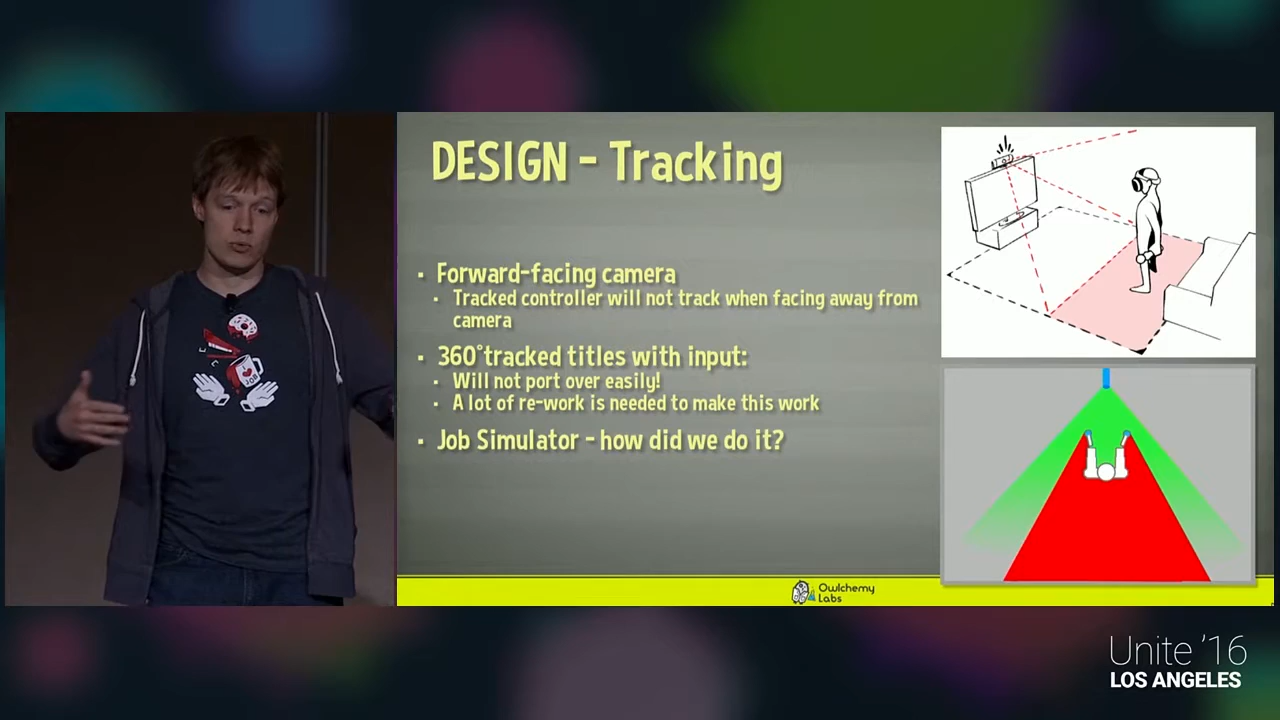 DESIGN - Tracking
• Forward-facing camera
• Tracked controller will not track when facing away from
camera
• 360°tracked titles with input:
• Will not port over easily!
• A lot of re-work is needed to make this work
• Job Simulator - how did we do it?
JOB
Owlchemy
Labs
Unite '16
LOS ANGELES